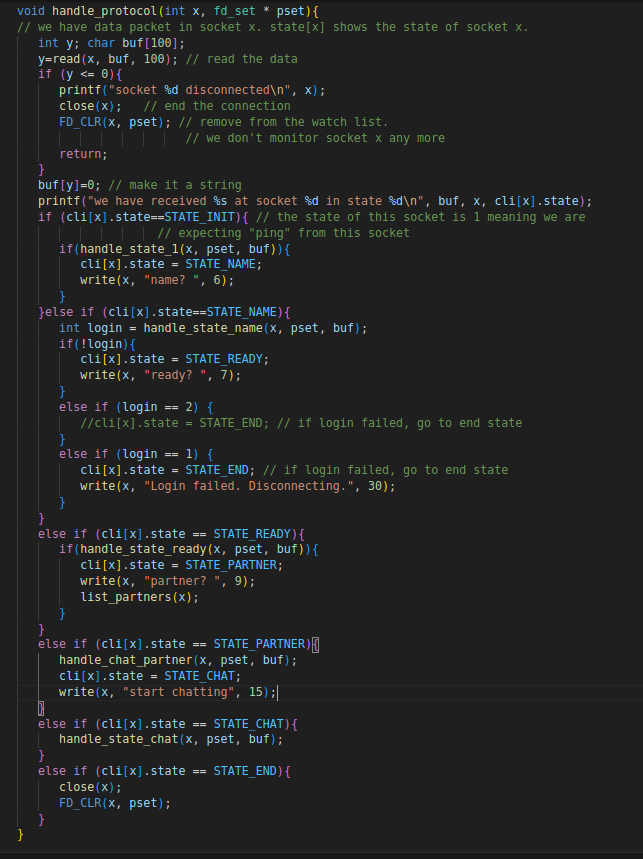 void handle_protocol(int x, fd_set * pset){
// we have data packet in socket x. state[x] shows the state of socket x.
int y; char buf[100];
y=read(x, buf, 100); // read the data
if (y <= 0){
printf("socket %d disconnected\n", x);
close(x);   // end the connection
FD_CLR(x, pset); // remove from the watch list.
// we don't monitor socket x any more
return;
}
buf[y]=0; // make it a string
printf("we have received %s at socket %d in state %d\n", buf, x, cli[x].state);
if (cli[x].state==STATE_INIT){ // the state of this socket is 1 meaning we are
// expecting "ping" from this socket
if(handle_state_1(x, pset, buf)){
cli[x].state = STATE_NAME;
write(x, "name? ", 6);
}
}else if (cli[x].state==STATE_NAME){
int login = handle_state_name(x, pset, buf);
if(!login){
cli[x].state = STATE_READY;
write(x, "ready? ", 7);
}
else if (login == 2) {
//cli[x].state = STATE_END; // if login failed, go to end state
}
else if (login == 1) {
cli[x].state = STATE_END; // if login failed, go to end state
write(x, "Login failed. Disconnecting.", 30);
}
}
else if (cli[x].state == STATE_READY){
if(handle_state_ready(x, pset, buf)){
cli[x].state = STATE_PARTNER;
write(x, "partner? ", 9);
list_partners(x);
}
}
else if (cli[x].state == STATE_PARTNER){
handle_chat_partner(x, pset, buf);
cli[x].state = STATE_CHAT;
write(x, "start chatting", 15);
}
else if (cli[x].state == STATE_CHAT){
handle_state_chat(x, pset, buf);
}
else if (cli[x].state == STATE_END){
close(x);
FD_CLR(x, pset);
}
}